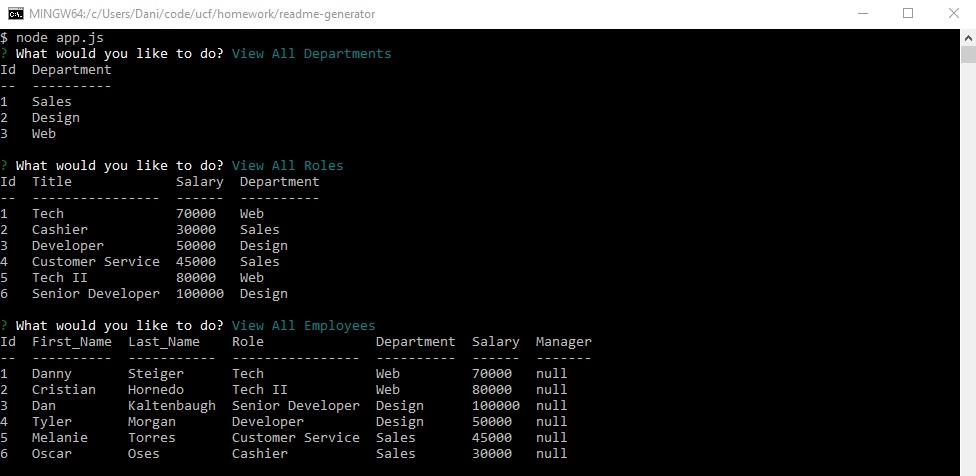 MINGW64:/c/Users/Dani/code/ucf/homework/readme-generator
$ node app.js
? What would you like to do? View All Departments
Id  Department
--  ----------
1   Sales
2   Design
3   Web
? What would you like to do? View All Roles
Id  Title             Salary  Department
--  ----------------  ------  ----------
1   Tech              70000   Web
2   Cashier           30000   Sales
3   Developer         50000   Design
4   Customer Service  45000   Sales
5   Tech II           80000   Web
6   Senior Developer  100000  Design
? What would you like to do? View All Employees
Id  First_Name  Last_Name    Role              Department  Salary  Manager
--  ----------  -----------  ----------------  ----------  ------  -------
1   Danny       Steiger      Tech              Web         70000   null
2   Cristian    Hornedo      Tech II           Web         80000   null
3   Dan         Kaltenbaugh  Senior Developer  Design      100000  null
4   Tyler       Morgan       Developer         Design      50000   null
5   Melanie     Torres       Customer Service  Sales       45000   null
6   Oscar       Oses         Cashier           Sales       30000   null